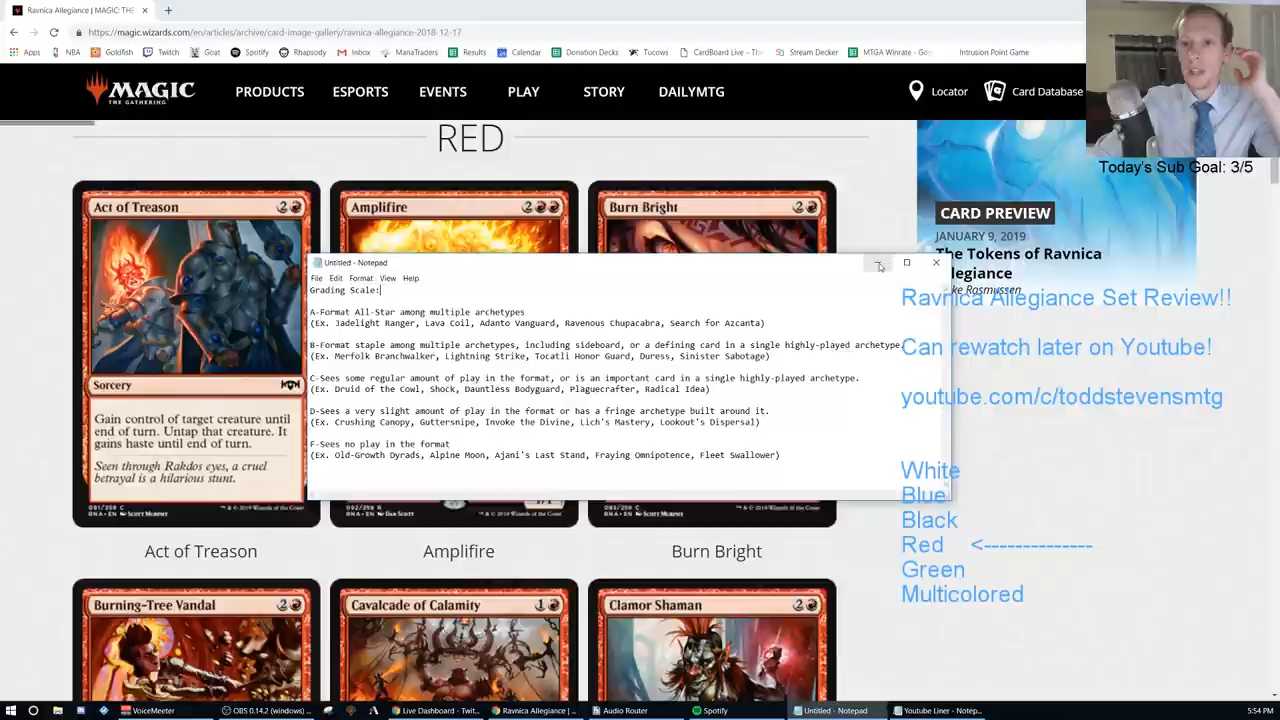 Ravnica Allegiance | MAGIC: THE
https://magic.wizards.com/en/articles/archive/card-image-gallery/ravnica-allegiance-2018-12-17
Apps NBA Goldfish Twitch Goat Spotify Rhapsody Inbox ManaTraders Results Calendar Donation Decks Tucows CardBoard Live – The Stream Decker MTGA Winrate - Goo Intrusion Point Game
MAGIC
THE GATHERING
PRODUCTS ESPORTS EVENTS PLAY STORY DAILYMTG
Locator Card Database
RED
Today's Sub Goal: 3/5
Act of Treason 2
Amplifire 2
Burn Bright 2
CARD PREVIEW
JANUARY 9, 2019
The Tokens of Ravnica
llegiance
ke Rasmussen
Untitled - Notepad
File Edit Format View Help
Grading Scale:
A-Format All-Star among multiple archetypes
(Ex. Jadelight Ranger, Lava Coil, Adanto Vanguard, Ravenous Chupacabra, Search for Azcanta)
B-Format staple among multiple archetypes, including sideboard, or a defining card in a single highly-played archetype.
(Ex. Merfolk Branchwalker, Lightning Strike, Tocatli Honor Guard, Duress, Sinister Sabotage)
C-Sees some regular amount of play in the format, or is an important card in a single highly-played archetype.
(Ex. Druid of the Cowl, Shock, Dauntless Bodyguard, Plaguecrafter, Radical Idea)
D-Sees a very slight amount of play in the format or has a fringe archetype built around it.
(Ex. Crushing Canopy, Guttersnipe, Invoke the Divine, Lich's Mastery, Lookout's Dispersal)
F-Sees no play in the format
(Ex. Old-Growth Dyrads, Alpine Moon, Ajani's Last Stand, Fraying Omnipotence, Fleet Swallower)
Ravnica Allegiance Set Review!!
Can rewatch later on Youtube!
youtube.com/c/toddstevensmtg
White
Blue
Black
Red <--------------
Green
Multicolored
Sorcery
Gain control of target creature until
end of turn. Untap that creature. It
gains haste until end of turn.
Seen through Rakdos eyes, a cruel
betrayal is a hilarious stunt.
Act of Treason
Amplifire
Burn Bright
Burning-Tree Vandal 2
Cavalcade of Calamity 1
Clamor Shaman 2
VoiceMeeter OBS 0.14.2 (windows) ... Live Dashboard - Twit... Ravnica Allegiance | ... Audio Router Spotify Untitled - Notepad Youtube Liner - Notep... 5:54 PM